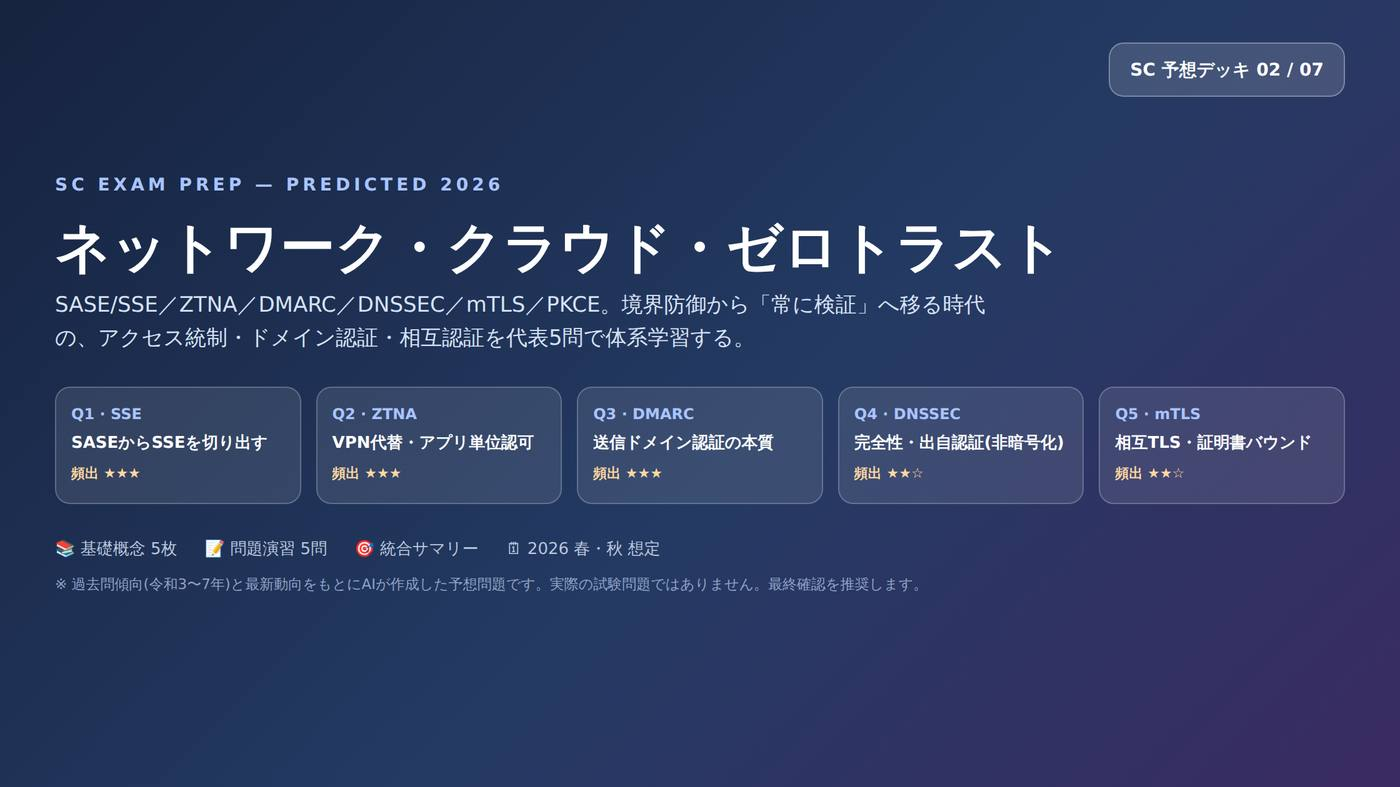 SC 予想デッキ 02 / 07
SC EXAM PREP — PREDICTED 2026
ネットワーク・クラウド・ゼロトラスト
SASE/SSE／ZTNA／DMARC／DNSSEC／mTLS／PKCE。境界防御から「常に検証」へ移る時代
の、アクセス統制・ドメイン認証・相互認証を代表5問で体系学習する。
Q1・SSE
SASEからSSEを切り出す
頻出 ★★★
Q2・ZTNA
VPN代替・アプリ単位認可
頻出 ★★★
Q3・DMARC
送信ドメイン認証の本質
頻出 ★★★
Q4・DNSSEC
完全性・出自認証(非暗号化)
頻出 ★★☆
Q5・mTLS
相互TLS・証明書バウンド
頻出 ★★☆
📚 基礎概念 5枚 📝 問題演習 5問 🎯 統合サマリー 🗓 2026 春・秋 想定
※ 過去問傾向(令和3〜7年)と最新動向をもとにAIが作成した予想問題です。実際の試験問題ではありません。最終確認を推奨します。